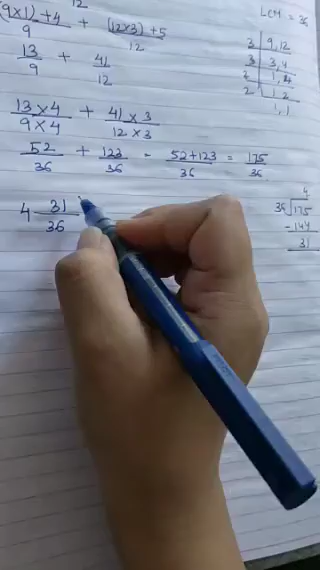 12
(9×1)+4/9 + (12×3)+5/12
13/9 + 41/12
13×4/9×4 + 41×3/12×3
52/36 + 123/36 = 52+123/36 = 175/36
4 31/36
LCM = 36
3 | 9,12
3 | 3,4
2 | 1,4
2 | 1,2
1,1
4
36 175
-144
31